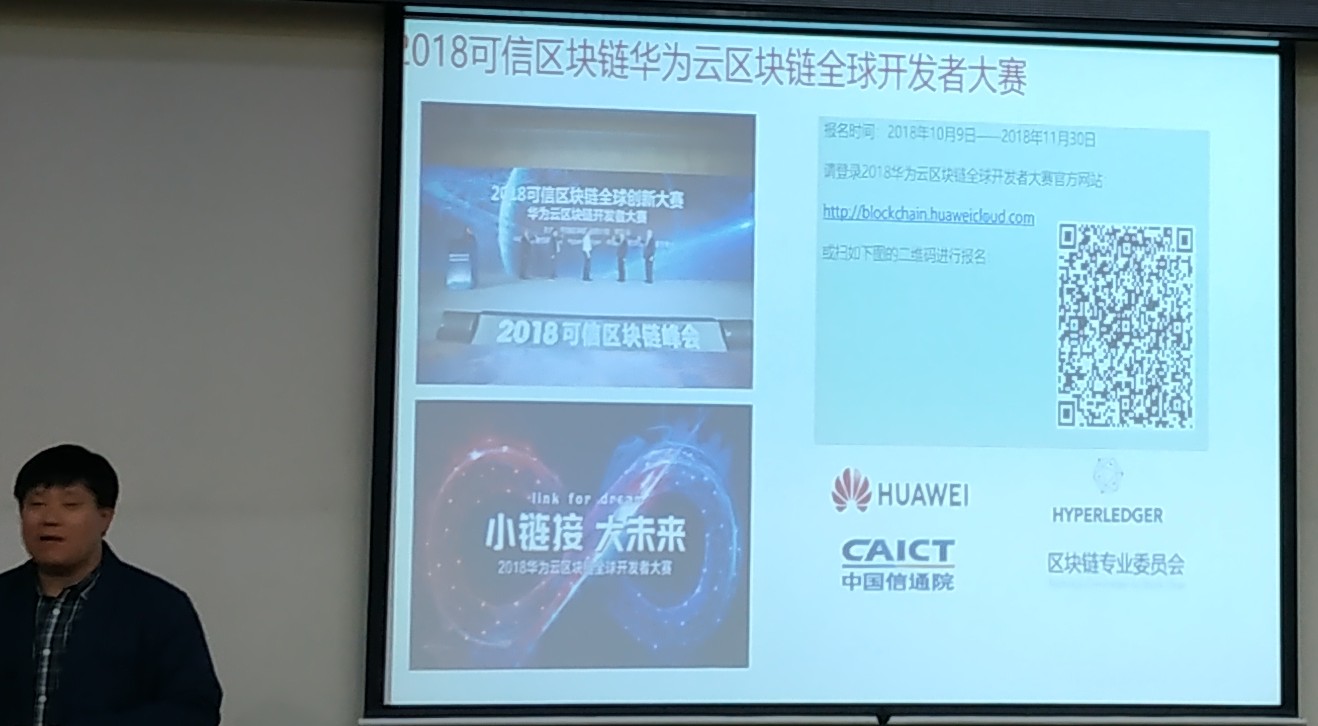 2018可信区块链华为云区块链全球开发者大赛
2018可信区块链全球创新大赛
华为云区块链开发者大赛
2018可信区块链峰会
link for dream
小链接 大未来
2018华为云区块链全球开发者大赛
报名时间 2018年10月9日——2018年11月30日
请登录2018华为云区块链全球开发者大赛官方网站
http://blockchain.huaweicloud.com
或扫如下图的二维码进行报名
HUAWEI
HYPERLEDGER
CAICT
中国信通院
区块链专业委员会